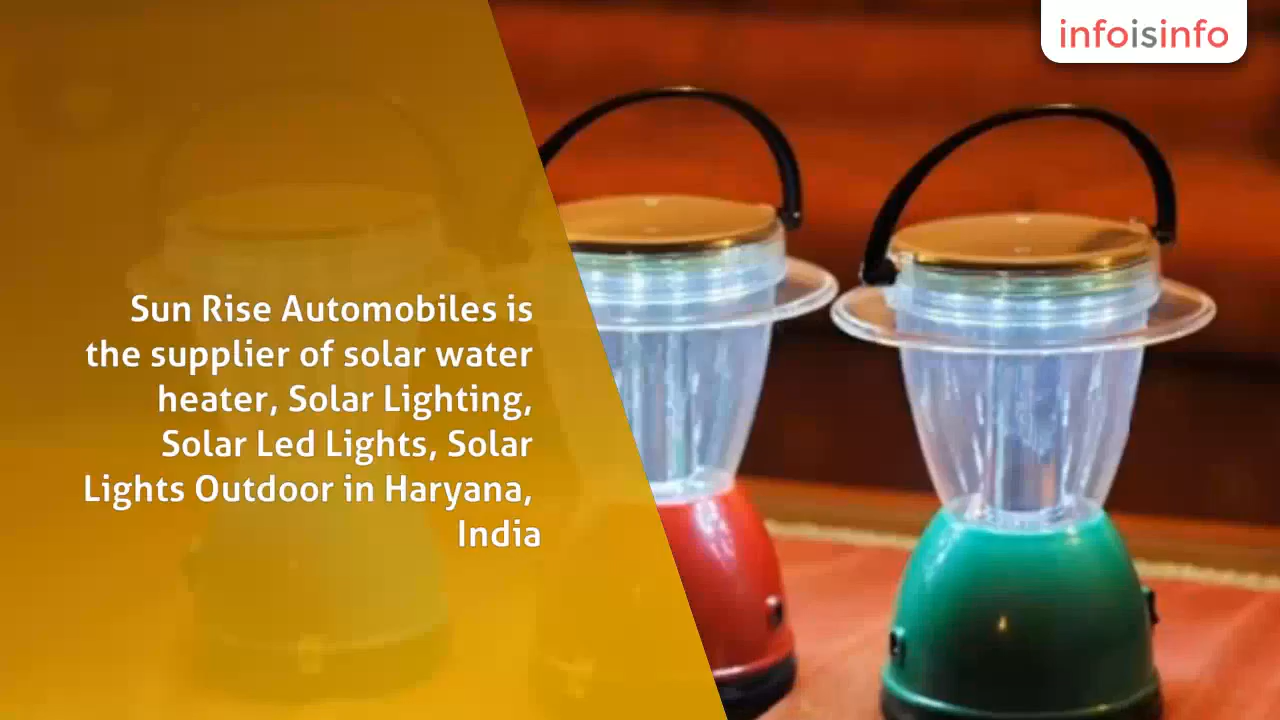 infoisinfo
Sun Rise Automobiles is
the supplier of solar water
heater, Solar Lighting,
Solar Led Lights, Solar
Lights Outdoor in Haryana,
India